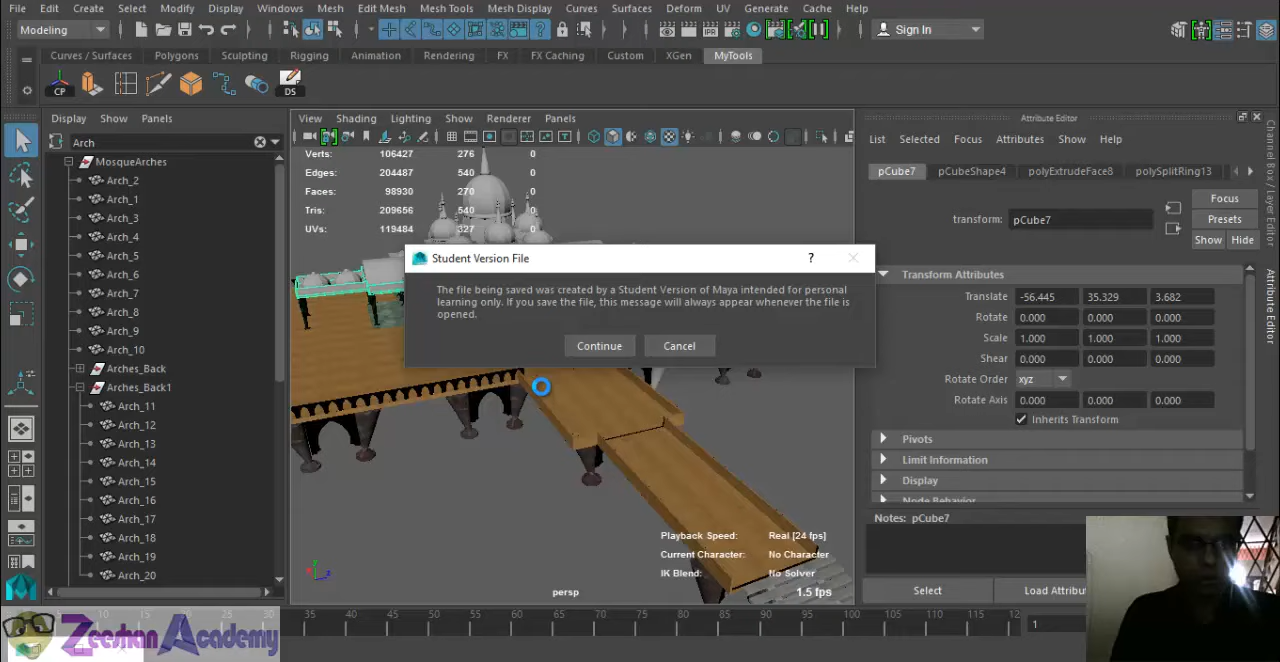 File Edit Create Select Modify Display Windows Mesh Edit Mesh Mesh Tools Mesh Display Curves Surfaces Deform UV Generate Cache Help
Modeling Sign In
Curves / Surfaces Polygons Sculpting Rigging Animation Rendering FX FX Caching Custom XGen MyTools
CP DS
Display Show Panels
Arch
MosqueArches
Arch_2
Arch_1
Arch_3
Arch_4
Arch_5
Arch_6
Arch_7
Arch_8
Arch_9
Arch_10
Arches_Back
Arches_Back1
Arch_11
Arch_12
Arch_13
Arch_14
Arch_15
Arch_16
Arch_17
Arch_18
Arch_19
Arch_20
View Shading Lighting Show Renderer Panels
Verts: 106427 276 0
Edges: 204487 540 0
Faces: 98930 270 0
Tris: 209656 540 0
UVs: 119484 327 0
Student Version File ?
The file being saved was created by a Student Version of Maya intended for personal
learning only. If you save the file, this message will always appear whenever the file is
opened.
Continue Cancel
Playback Speed: Real [24 fps]
Current Character: No Character
IK Blend: No Solver
persp 1.5 fps
Attribute Editor
List Selected Focus Attributes Show Help
pCube7 pCubeShape4 polyExtrudeFace8 polySplitRing13
transform: pCube7
Focus
Presets
Show Hide
Transform Attributes
Translate -56.445 35.329 3.682
Rotate 0.000 0.000 0.000
Scale 1.000 1.000 1.000
Shear 0.000 0.000 0.000
Rotate Order xyz
Rotate Axis 0.000 0.000 0.000
Inherits Transform
Pivots
Limit Information
Display
Node Behavior
Notes: pCube7
Select Load Attribu
Channel Box / Layer Editor
Attribute Editor
35 40 45 50 55 60 65 70 75 80 85 90 95 100 105 110 115 12
1
Zeeshan Academy